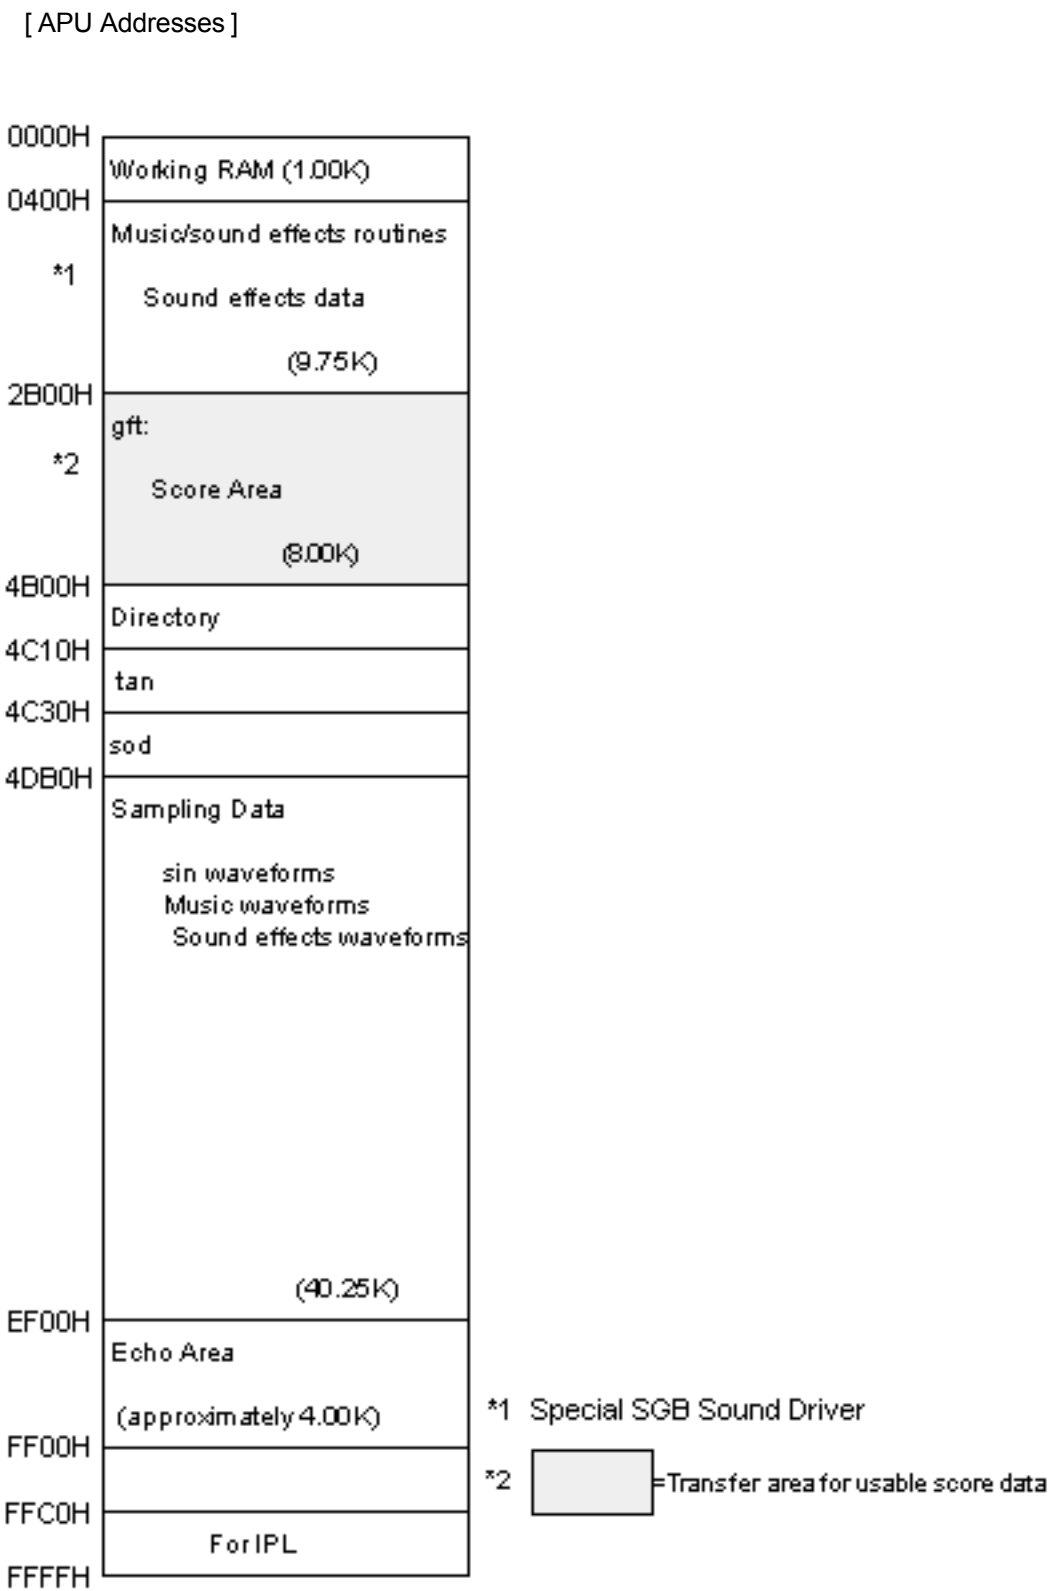 [ APU Addresses ]
0000H
Working RAM (1.00K)
0400H
Music/sound effects routines
*1
Sound effects data
(9.75K)
2B00H
gft:
*2
Score Area
(8.00K)
4B00H
Directory
4C10H
tan
4C30H
sod
4DB0H
Sampling Data
sin waveforms
Music waveforms
Sound effects waveforms
(40.25K)
EF00H
Echo Area
(approximately 4.00K)
*1 Special SGB Sound Driver
FF00H
*2 =Transfer area for usable score data
FFC0H
For IPL
FFFFH